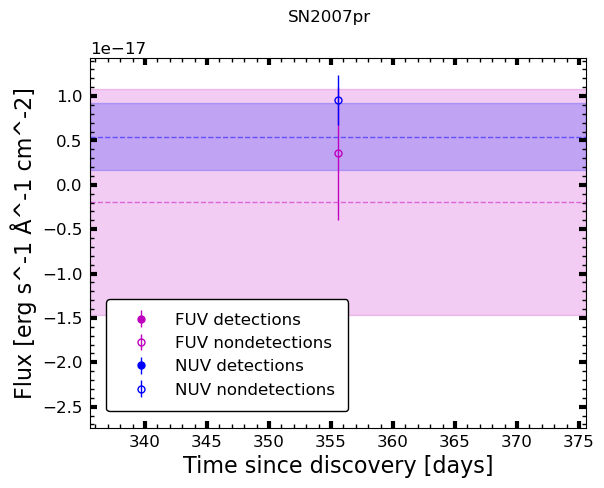 SN2007pr
1e−17
1.0
0.5
0.0
−0.5
−1.0
−1.5
−2.0
−2.5
Flux [erg s^-1 Å^-1 cm^-2]
FUV detections
FUV nondetections
NUV detections
NUV nondetections
340 345 350 355 360 365 370 375
Time since discovery [days]